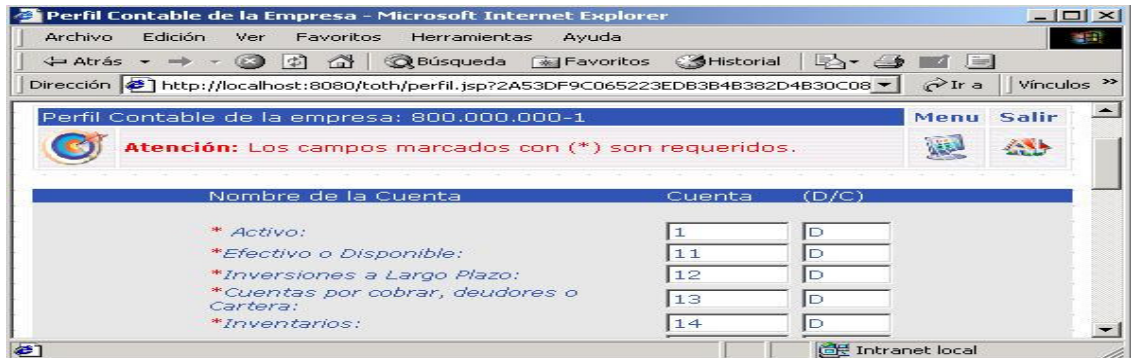 Perfil Contable de la Empresa - Microsoft Internet Explorer
Archivo Edición Ver Favoritos Herramientas Ayuda
Atrás Búsqueda Favoritos Historial
Dirección http://localhost:8080/toth/perfil.jsp?2A53DF9C065223EDB3B4B382D4B30C08 Ir a Vínculos »
Perfil Contable de la empresa: 800.000.000-1 Menu Salir
Atención: Los campos marcados con (*) son requeridos.
Nombre de la Cuenta Cuenta (D/C)
* Activo: 1 D
*Efectivo o Disponible: 11 D
*Inversiones a Largo Plazo: 12 D
*Cuentas por cobrar, deudores o
Cartera: 13 D
*Inventarios: 14 D
Intranet local